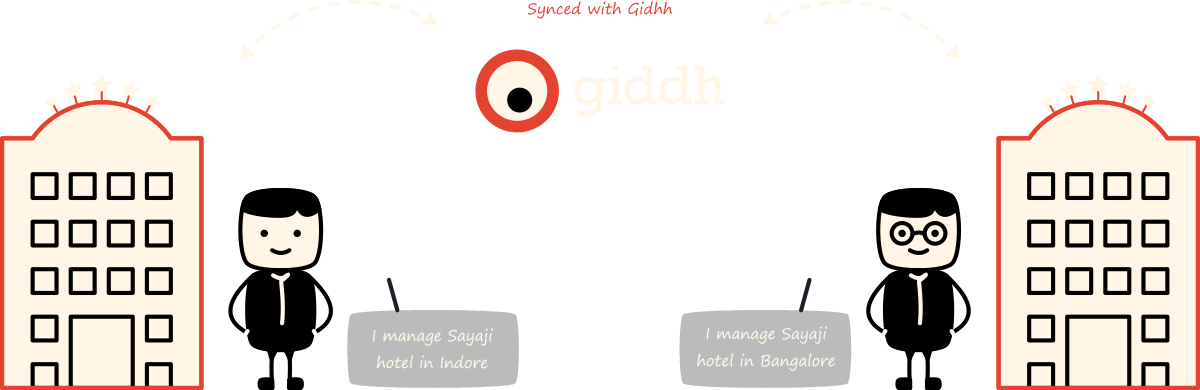 Synced with Gidhh
giddh
I manage Sayaji
hotel in Indore
I manage Sayaji
hotel in Bangalore